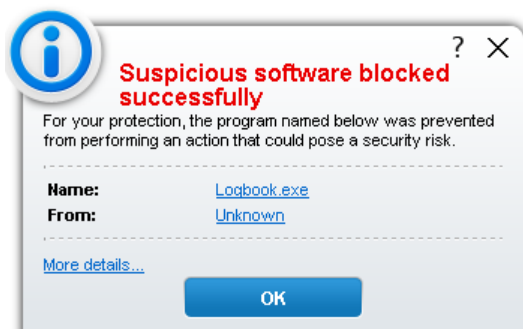 ?
Suspicious software blocked
successfully
For your protection, the program named below was prevented
from performing an action that could pose a security risk.
Name: Logbook.exe
From: Unknown
More details...
OK